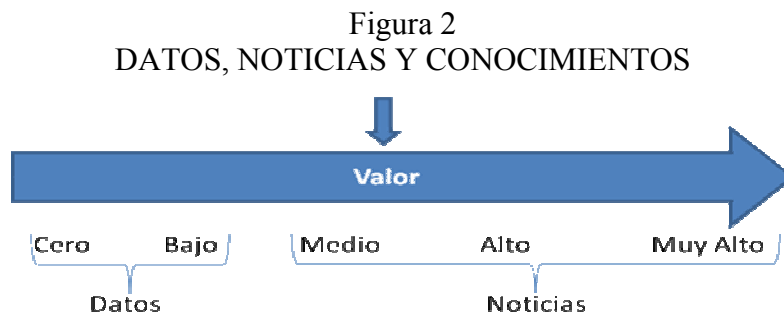 Figura 2
DATOS, NOTICIAS Y CONOCIMIENTOS
Valor
Cero Bajo Medio Alto Muy Alto
Datos Noticias